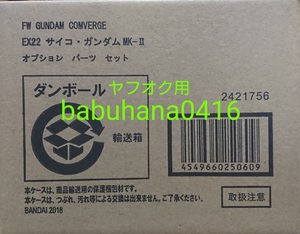 FW GUNDAM CONVERGE
EX22 サイコ・ガンダムMK-Ⅱ
オプション パーツ セット
ヤフオク用
babuhana0416
ダンボール
輸送箱
2421756
4549660250609
本ケースは、商品輸送用の保護梱包材です。
本ケースは、つぶれ、汚れ等による交換は出来ません。ご了承ください。
BANDAI 2018
取扱注意